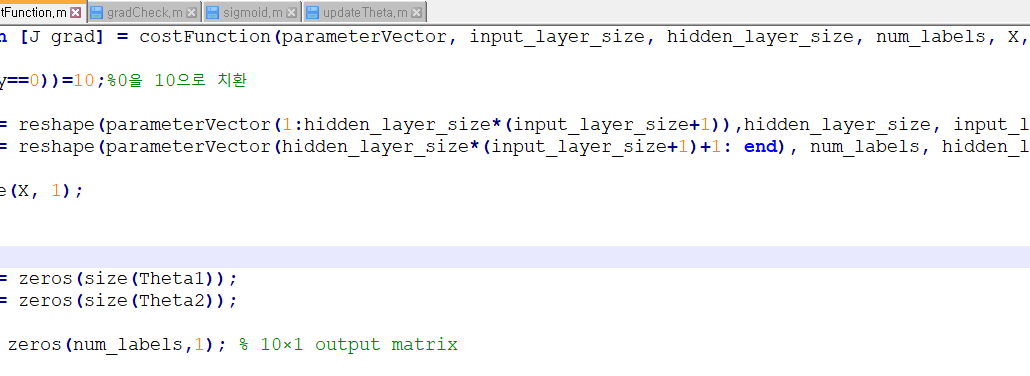 tFunction.m gradCheck.m sigmoid.m updateTheta.m
n [J grad] = costFunction(parameterVector, input_layer_size, hidden_layer_size, num_labels, X,
y==0))=10;%0을 10으로 치환
= reshape(parameterVector(1:hidden_layer_size*(input_layer_size+1)),hidden_layer_size, input_l
= reshape(parameterVector(hidden_layer_size*(input_layer_size+1)+1: end), num_labels, hidden_l
e(X, 1);
= zeros(size(Theta1));
= zeros(size(Theta2));
zeros(num_labels,1); % 10×1 output matrix